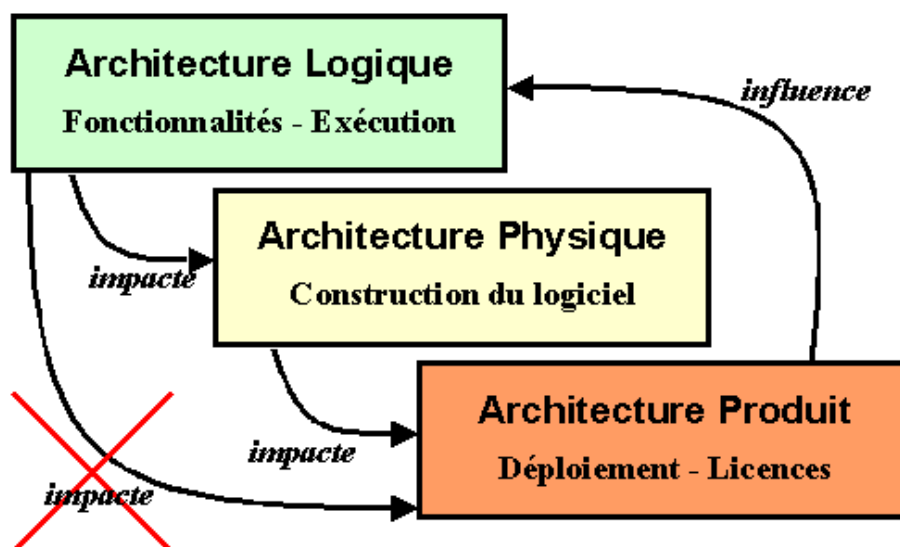 Architecture Logique
Fonctionnalités - Exécution
influence
Architecture Physique
Construction du logiciel
impacte
Architecture Produit
Déploiement - Licences
impacte
impacte